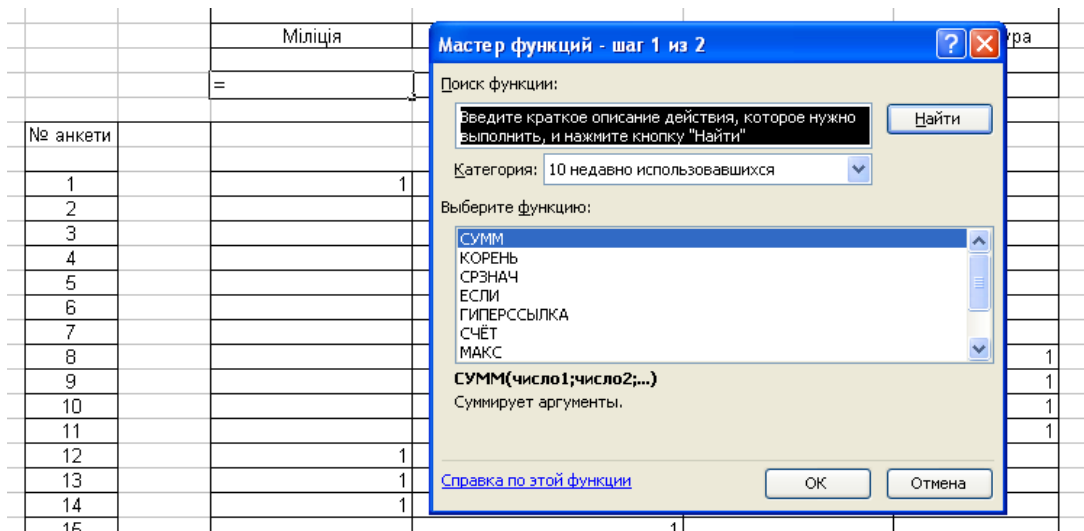 Міліція
Мастер функций - шаг 1 из 2
ура
=
Поиск функции:
Введите краткое описание действия, которое нужно
выполнить, и нажмите кнопку "Найти"
Найти
№ анкети
Категория: 10 недавно использовавшихся
Выберите функцию:
1 1
2
3
4
5
6
7
8 1
9 1
10 1
11 1
12 1
13 1
14 1
15 1
СУММ
КОРЕНЬ
СРЗНАЧ
ЕСЛИ
ГИПЕРССЫЛКА
СЧЁТ
МАКС
СУММ(число1;число2;...)
Суммирует аргументы.
Справка по этой функции
ОК
Отмена